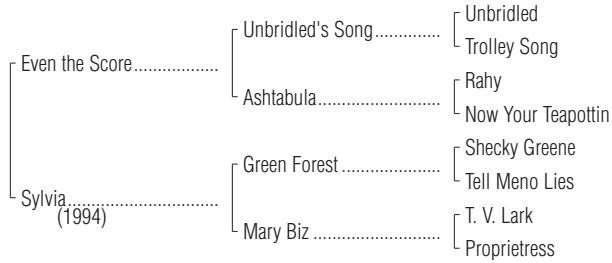 Unbridled
Unbridled's Song..............
Trolley Song
Even the Score.................
Rahy
Ashtabula..........................
Now Your Teapottin
Shecky Greene
Green Forest ....................
Tell Meno Lies
Sylvia...............................
(1994)
T. V. Lark
Mary Biz ..........................
Proprietress